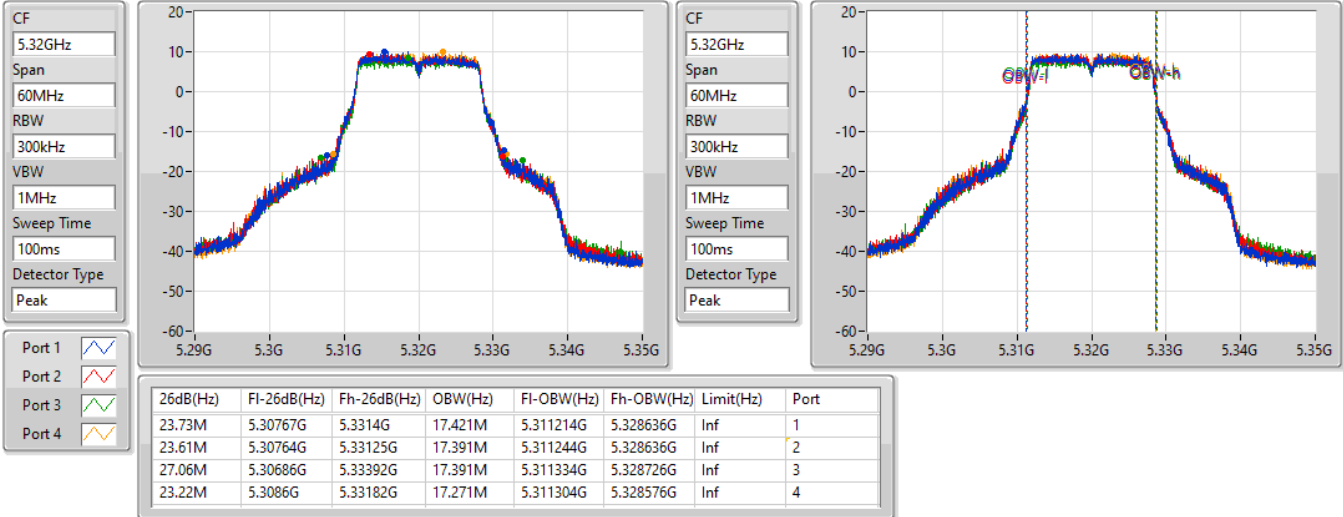 CF
5.32GHz
Span
60MHz
RBW
300kHz
VBW
1MHz
Sweep Time
100ms
Detector Type
Peak
20
10
0
-10
-20
-30
-40
-50
-60
5.29G 5.3G 5.31G 5.32G 5.33G 5.34G 5.35G
CF
5.32GHz
Span
60MHz
RBW
300kHz
VBW
1MHz
Sweep Time
100ms
Detector Type
Peak
20
10
0
-10
-20
-30
-40
-50
-60
OBW-l OBW-h
5.29G 5.3G 5.31G 5.32G 5.33G 5.34G 5.35G
Port 1
Port 2
Port 3
Port 4
26dB(Hz) Fl-26dB(Hz) Fh-26dB(Hz) OBW(Hz) Fl-OBW(Hz) Fh-OBW(Hz) Limit(Hz) Port
23.73M 5.30767G 5.3314G 17.421M 5.311214G 5.328636G Inf 1
23.61M 5.30764G 5.33125G 17.391M 5.311244G 5.328636G Inf 2
27.06M 5.30686G 5.33392G 17.391M 5.311334G 5.328726G Inf 3
23.22M 5.3086G 5.33182G 17.271M 5.311304G 5.328576G Inf 4